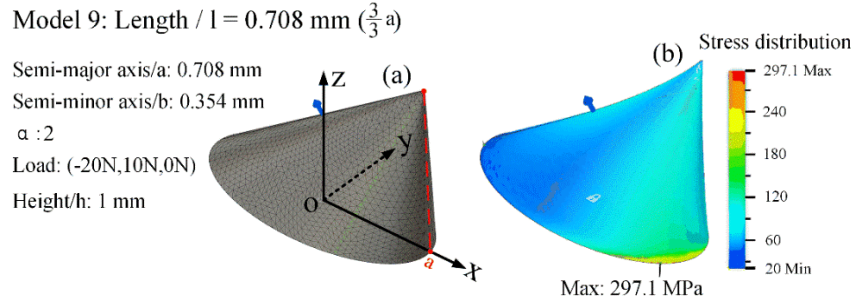 Model 9: Length / l = 0.708 mm (3/3 a)
Semi-major axis/a: 0.708 mm
Semi-minor axis/b: 0.354 mm
α :2
Load: (-20N,10N,0N)
Height/h: 1 mm
(a)
z
y
o
x
a
(b)
Stress distribution
297.1 Max
240
180
120
60
20 Min
Max: 297.1 MPa